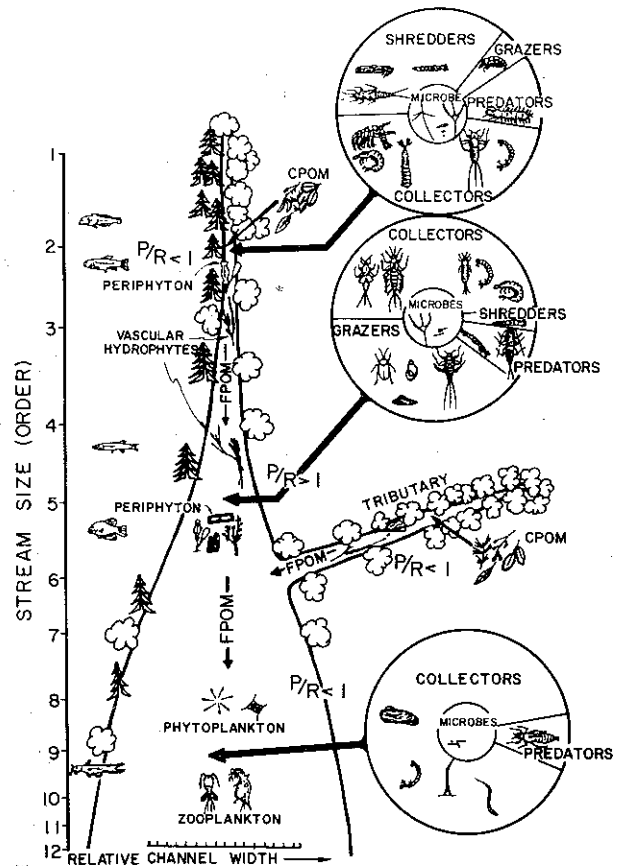 SHREDDERS
GRAZERS
MICROBES
PREDATORS
COLLECTORS
1
CPOM
2
P/R < 1
PERIPHYTON
COLLECTORS
MICROBES
SHREDDERS
GRAZERS
PREDATORS
3
VASCULAR
HYDROPHYTES
FPOM
STREAM SIZE (ORDER)
4
P/R > 1
5
PERIPHYTON
TRIBUTARY
FPOM
P/R < 1
CPOM
6
FPOM
7
P/R < 1
COLLECTORS
8
PHYTOPLANKTON
MICROBES
PREDATORS
9
10
ZOOPLANKTON
11
12
RELATIVE CHANNEL WIDTH